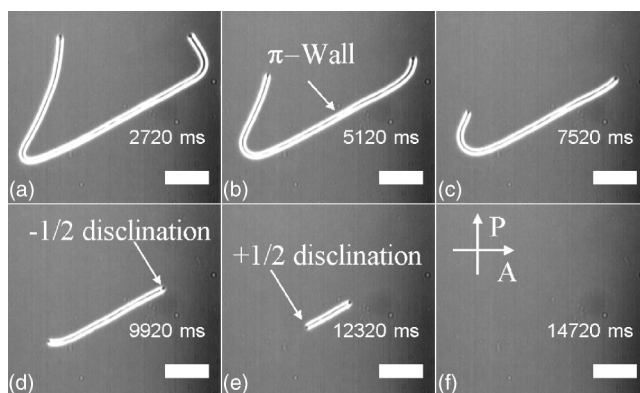 π–Wall
2720 ms
5120 ms
7520 ms
(a)
(b)
(c)
-1/2 disclination
+1/2 disclination
P
A
9920 ms
12320 ms
14720 ms
(d)
(e)
(f)